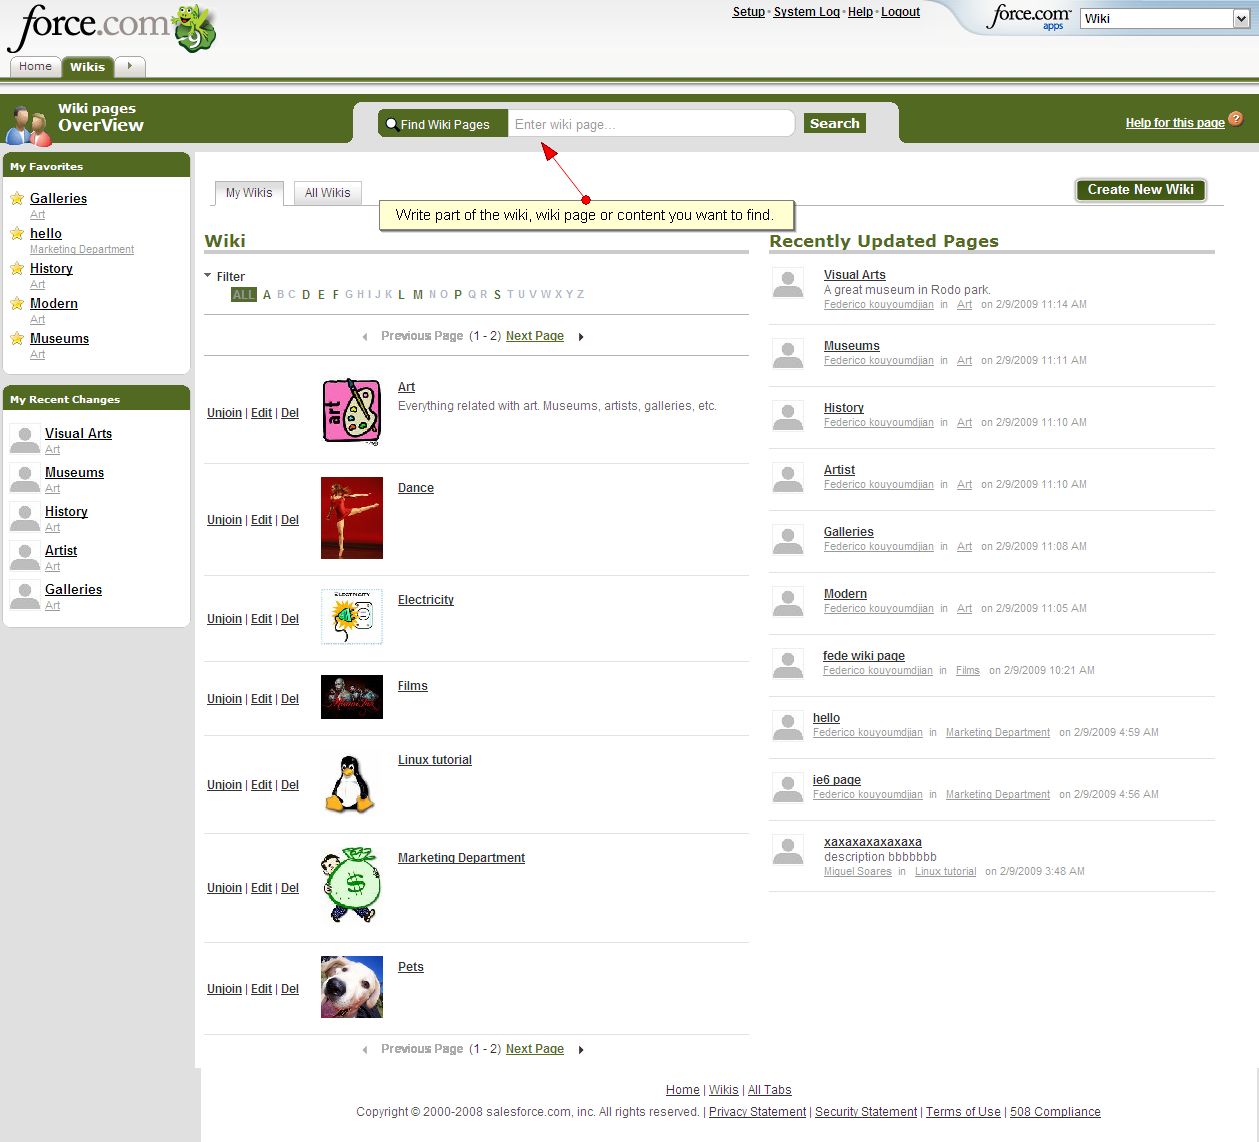 force.com 9
Setup • System Log • Help • Logout
force.com apps
Wiki
Home Wikis
Wiki pages
OverView
Find Wiki Pages Enter wiki page... Search
Help for this page ?
My Favorites
Galleries
Art
hello
Marketing Department
History
Art
Modern
Art
Museums
Art
My Recent Changes
Visual Arts
Art
Museums
Art
History
Art
Artist
Art
Galleries
Art
My Wikis All Wikis
Create New Wiki
Write part of the wiki, wiki page or content you want to find.
Wiki
Filter
ALL A B C D E F G H I J K L M N O P Q R S T U V W X Y Z
Previous Page (1 - 2) Next Page
Unjoin | Edit | Del
art
Art
Everything related with art. Museums, artists, galleries, etc.
Unjoin | Edit | Del
Dance
Unjoin | Edit | Del
ELECTRICITY
Electricity
Unjoin | Edit | Del
Films
Unjoin | Edit | Del
Linux tutorial
Unjoin | Edit | Del
$
Marketing Department
Unjoin | Edit | Del
Pets
Previous Page (1 - 2) Next Page
Recently Updated Pages
Visual Arts
A great museum in Rodo park.
Federico kouyoumdjian in Art on 2/9/2009 11:14 AM
Museums
Federico kouyoumdjian in Art on 2/9/2009 11:11 AM
History
Federico kouyoumdjian in Art on 2/9/2009 11:10 AM
Artist
Federico kouyoumdjian in Art on 2/9/2009 11:10 AM
Galleries
Federico kouyoumdjian in Art on 2/9/2009 11:08 AM
Modern
Federico kouyoumdjian in Art on 2/9/2009 11:05 AM
fede wiki page
Federico kouyoumdjian in Films on 2/9/2009 10:21 AM
hello
Federico kouyoumdjian in Marketing Department on 2/9/2009 4:59 AM
ie6 page
Federico kouyoumdjian in Marketing Department on 2/9/2009 4:56 AM
xaxaxaxaxaxaxa
description bbbbbbb
Miguel Soares in Linux tutorial on 2/9/2009 3:48 AM
Home | Wikis | All Tabs
Copyright © 2000-2008 salesforce.com, inc. All rights reserved. | Privacy Statement | Security Statement | Terms of Use | 508 Compliance